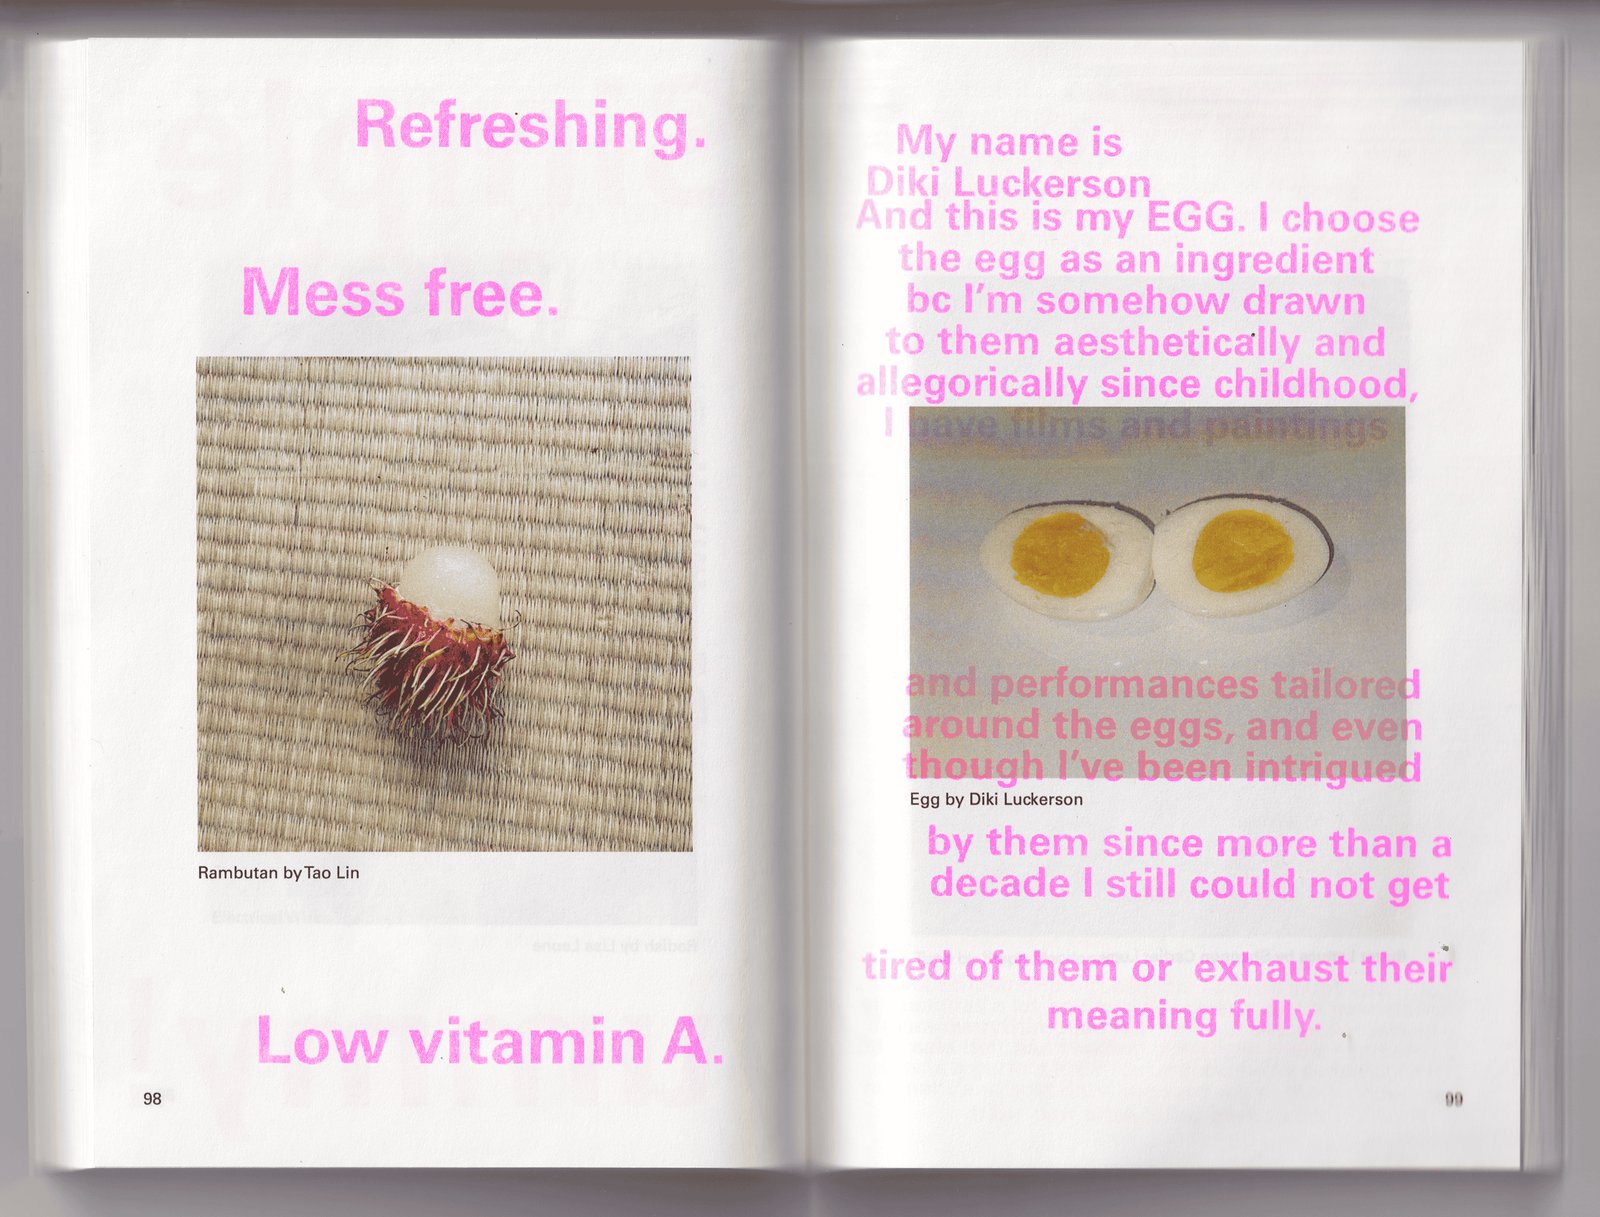 Refreshing.
Mess free.
Rambutan by Tao Lin
Low vitamin A.
98
My name is
Diki Luckerson
And this is my EGG. I choose
the egg as an ingredient
bc I'm somehow drawn
to them aesthetically and
allegorically since childhood,
I have films and paintings
and performances tailored
around the eggs, and even
though I've been intrigued
Egg by Diki Luckerson
by them since more than a
decade I still could not get
tired of them or exhaust their
meaning fully.
99